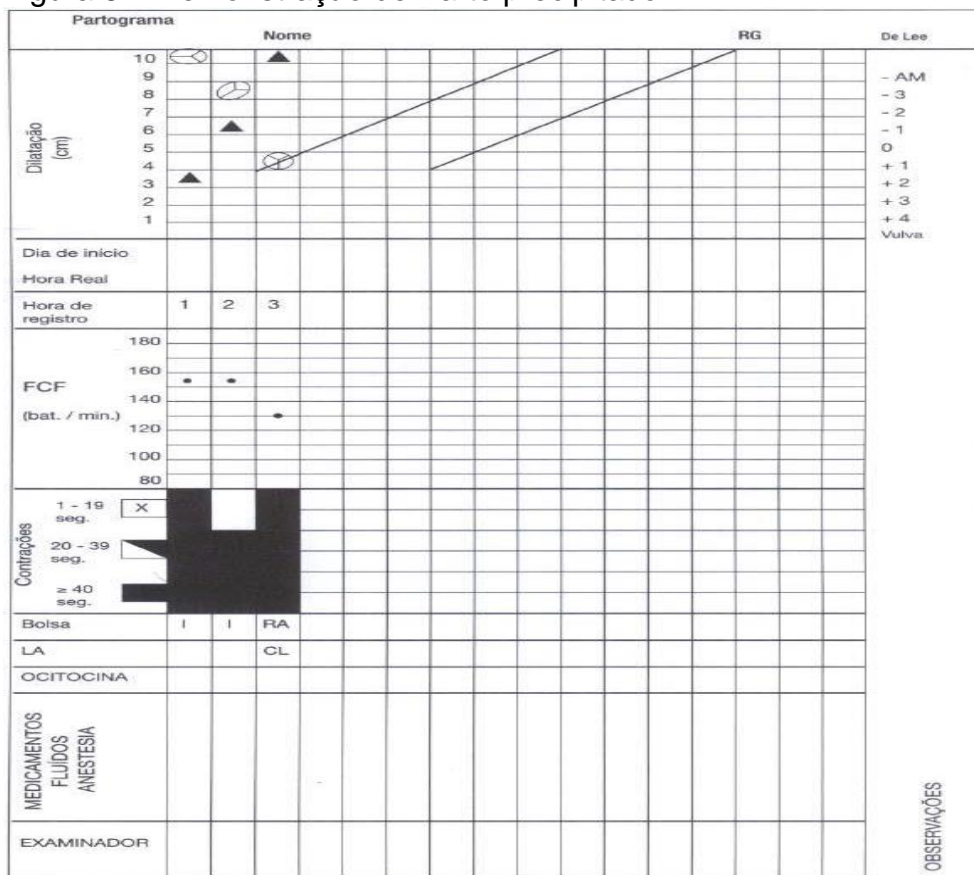 Partograma
Nome RG De Lee
Dilatação
(cm)
10
9
8
7
6
5
4
3
2
1
- AM
- 3
- 2
- 1
0
+ 1
+ 2
+ 3
+ 4
Vulva
Dia de início
Hora Real
Hora de
registro
1 2 3
FCF
(bat. / min.)
180
160
140
120
100
80
Contrações
1 - 19
seg.
X
20 - 39
seg.
≥ 40
seg.
Bolsa I I RA
LA CL
OCITOCINA
MEDICAMENTOS
FLUÍDOS
ANESTESIA
EXAMINADOR
OBSERVAÇÕES